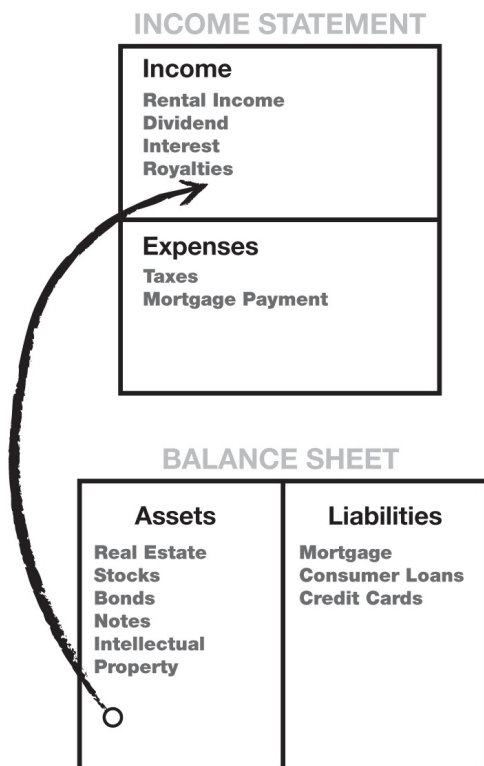 INCOME STATEMENT
Income
Rental Income
Dividend
Interest
Royalties
Expenses
Taxes
Mortgage Payment
BALANCE SHEET
Assets
Real Estate
Stocks
Bonds
Notes
Intellectual
Property
Liabilities
Mortgage
Consumer Loans
Credit Cards